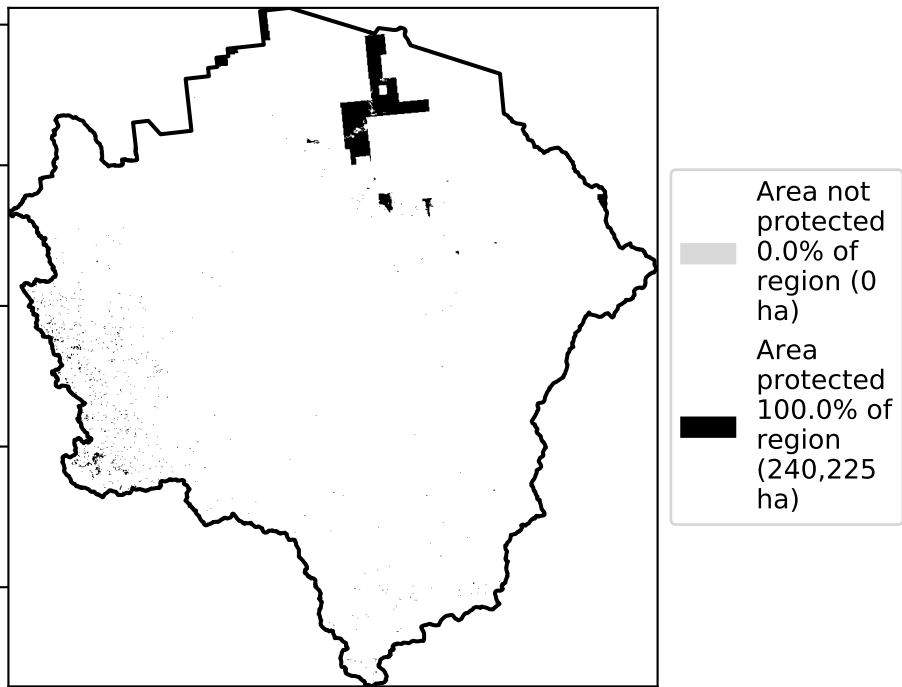 Area not
protected
0.0% of
region (0
ha)
Area
protected
100.0% of
region
(240,225
ha)